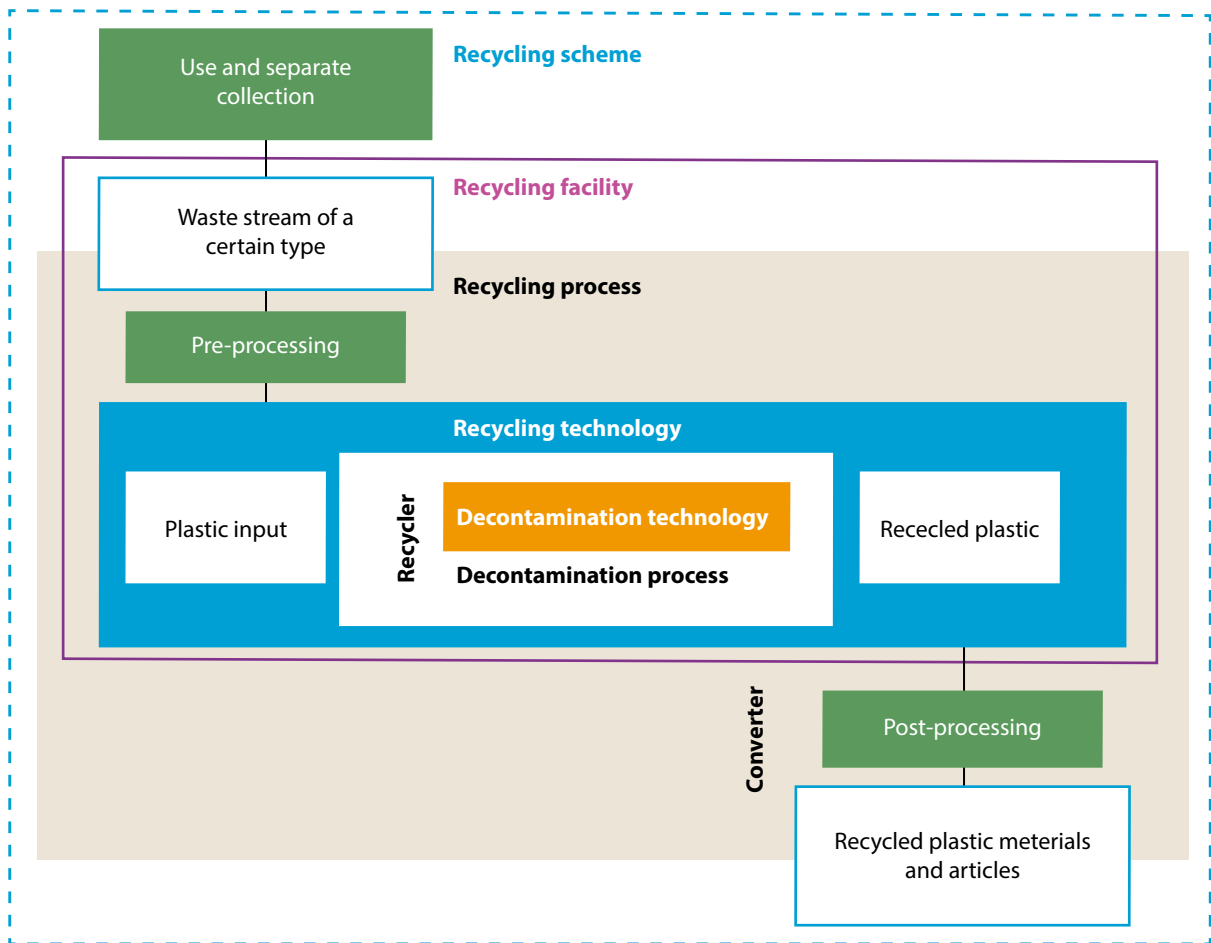 Use and separate
collection
Recycling scheme
Recycling facility
Waste stream of a
certain type
Recycling process
Pre-processing
Recycling technology
Plastic input
Recycler
Decontamination technology
Decontamination process
Rececled plastic
Converter
Post-processing
Recycled plastic meterials
and articles